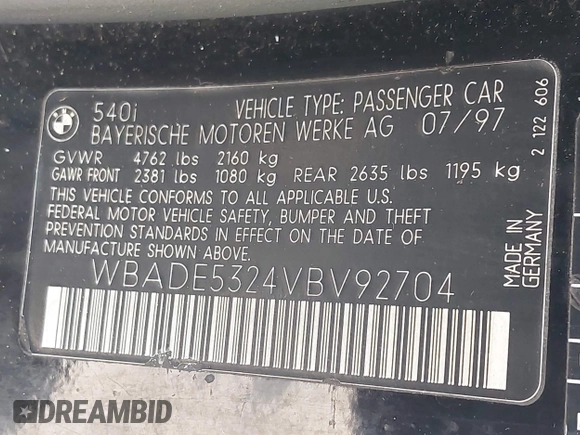 BMW
540i VEHICLE TYPE: PASSENGER CAR
BAYERISCHE MOTOREN WERKE AG 07/97
GVWR 4762 lbs 2160 kg
GAWR FRONT 2381 lbs 1080 kg REAR 2635 lbs 1195 kg
THIS VEHICLE CONFORMS TO ALL APPLICABLE U.S.
FEDERAL MOTOR VEHICLE SAFETY, BUMPER AND THEFT
PREVENTION STANDARDS IN EFFECT ON THE DATE OF
MANUFACTURE SHOWN ABOVE.
WBADE5324VBV92704
MADE IN
GERMANY
2 122 606
DREAMBID